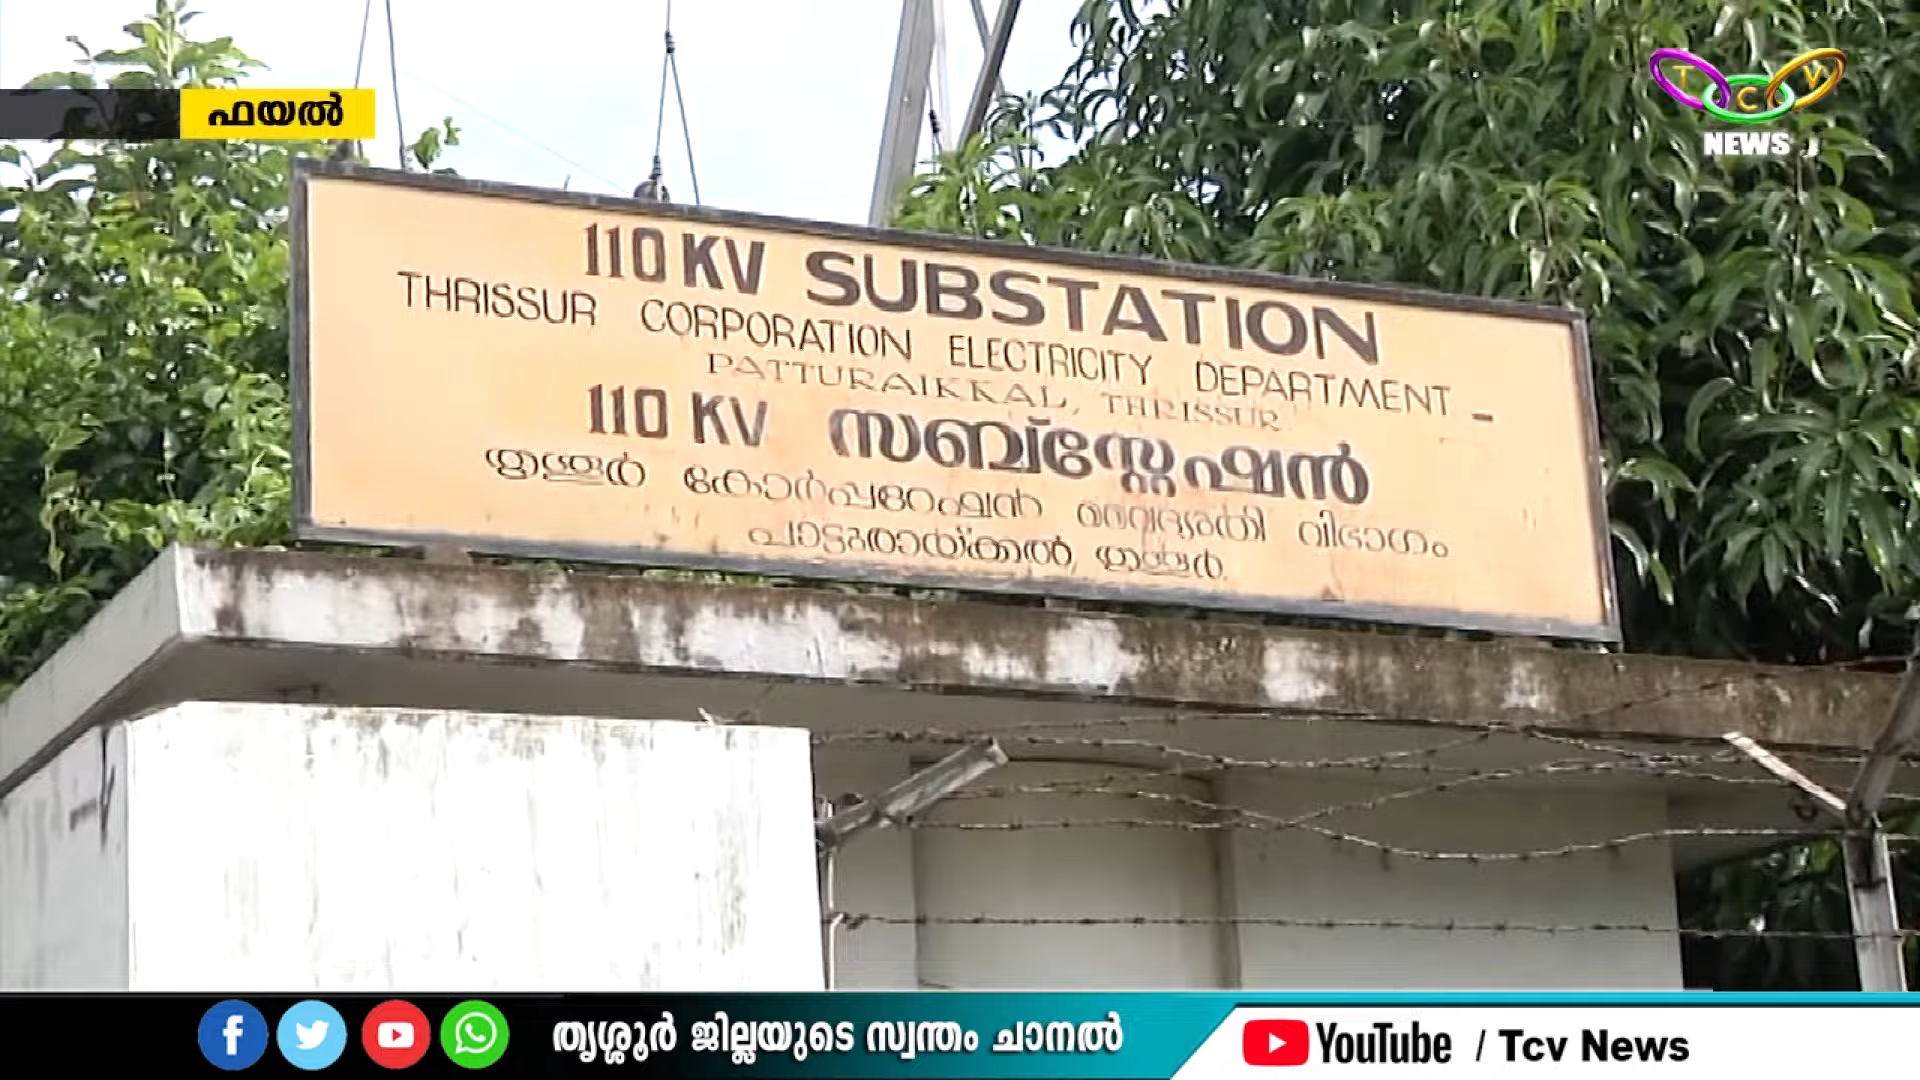 ഫയൽ
TCV
NEWS
110 KV SUBSTATION
THRISSUR CORPORATION ELECTRICITY DEPARTMENT -
PATTURAIKKAL, THRISSUR.
110 KV സബ്സ്റ്റേഷൻ
തൃശ്ശൂർ കോർപ്പറേഷൻ വൈദ്യുതി വിഭാഗം
പാട്ടുരായ്ക്കൽ, തൃശ്ശൂർ.
തൃശ്ശൂർ ജില്ലയുടെ സ്വന്തം ചാനൽ
YouTube / Tcv News